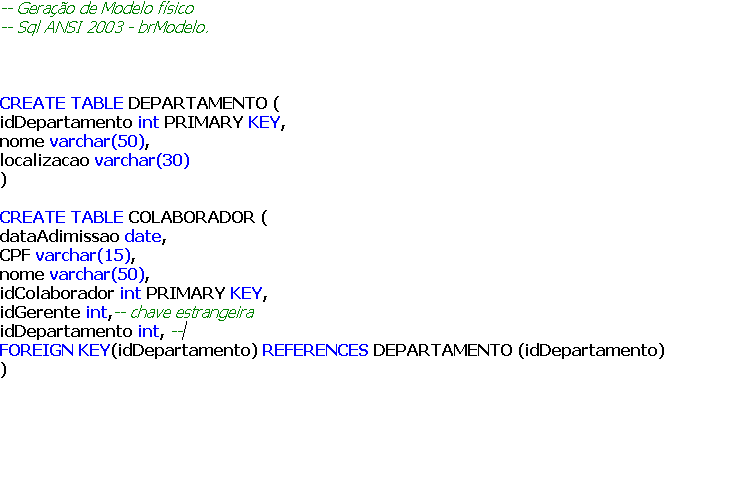 -- Geração de Modelo físico
-- Sql ANSI 2003 - brModelo.
CREATE TABLE DEPARTAMENTO (
idDepartamento int PRIMARY KEY,
nome varchar(50),
localizacao varchar(30)
)
CREATE TABLE COLABORADOR (
dataAdimissao date,
CPF varchar(15),
nome varchar(50),
idColaborador int PRIMARY KEY,
idGerente int,-- chave estrangeira
idDepartamento int, --
FOREIGN KEY(idDepartamento) REFERENCES DEPARTAMENTO (idDepartamento)
)